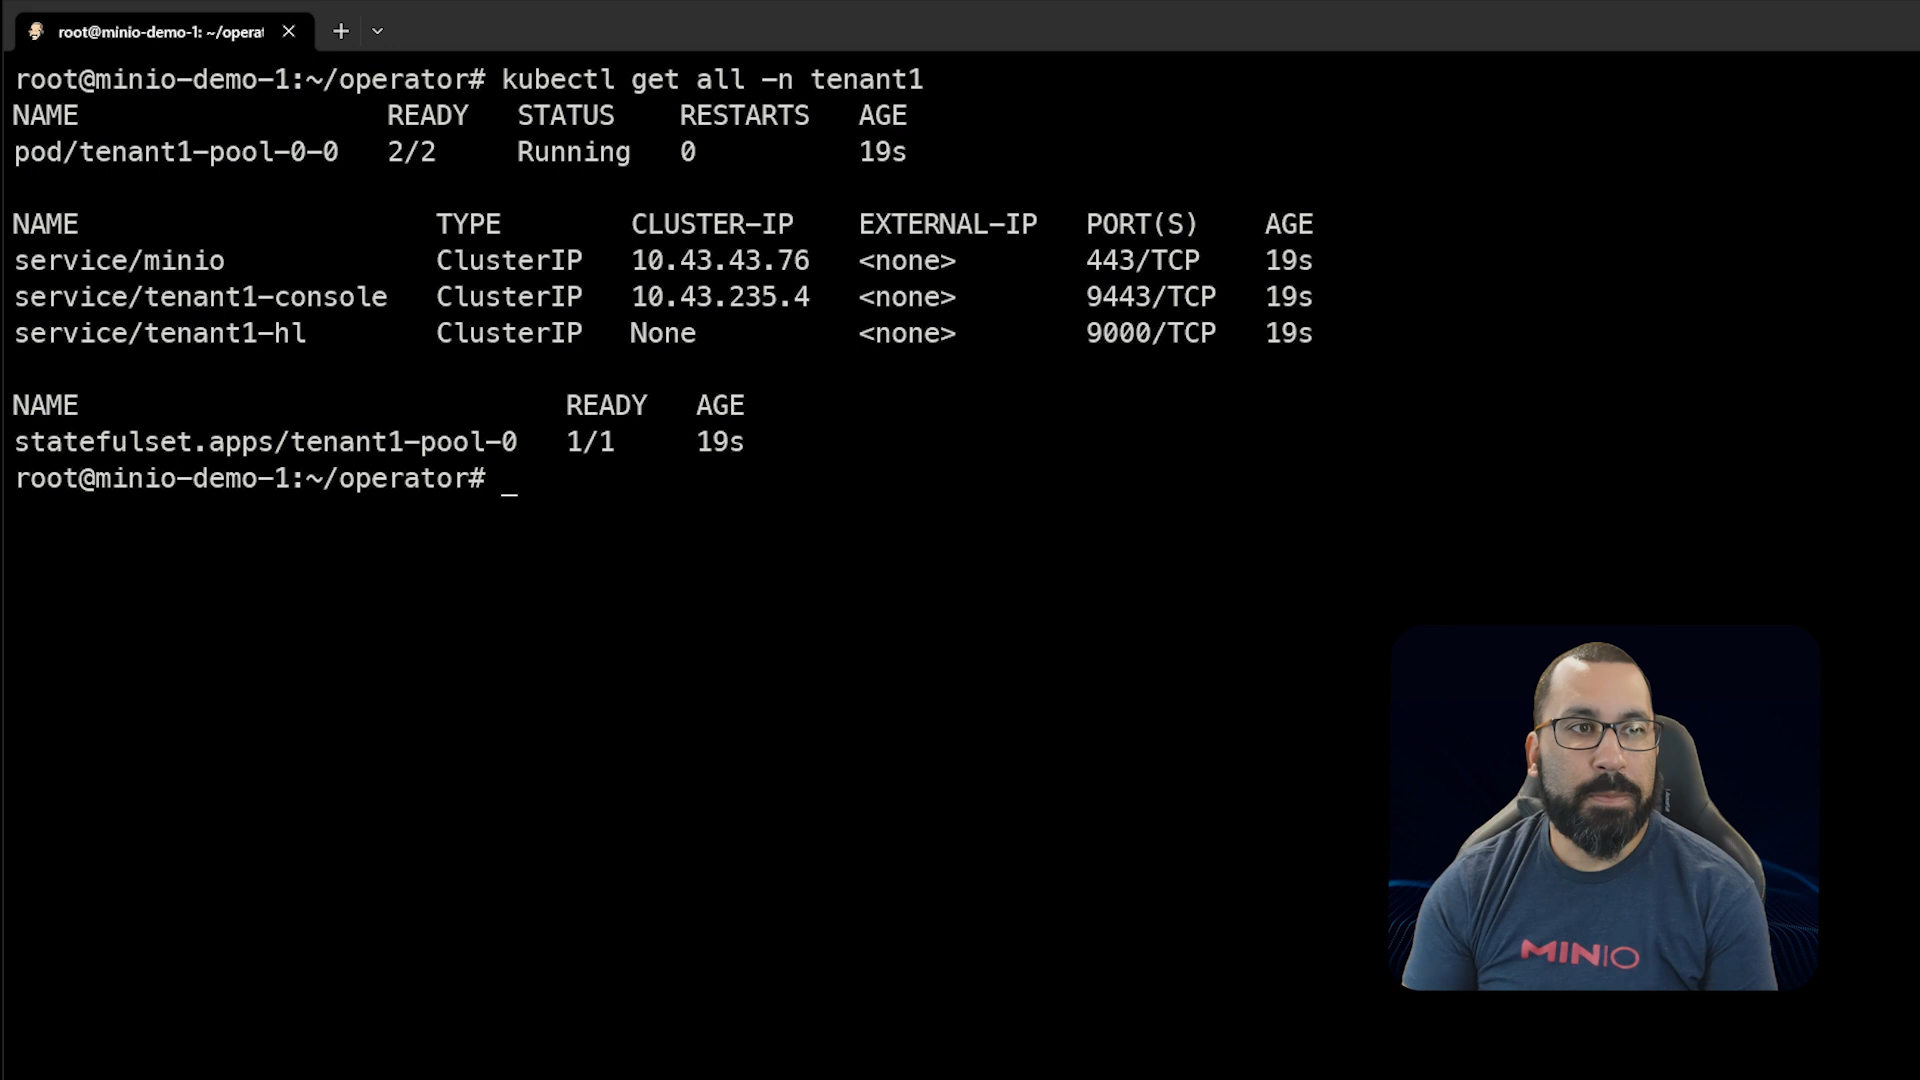 root@minio-demo-1: ~/operat
root@minio-demo-1:~/operator# kubectl get all -n tenant1
NAME READY STATUS RESTARTS AGE
pod/tenant1-pool-0-0 2/2 Running 0 19s
NAME TYPE CLUSTER-IP EXTERNAL-IP PORT(S) AGE
service/minio ClusterIP 10.43.43.76 <none> 443/TCP 19s
service/tenant1-console ClusterIP 10.43.235.4 <none> 9443/TCP 19s
service/tenant1-hl ClusterIP None <none> 9000/TCP 19s
NAME READY AGE
statefulset.apps/tenant1-pool-0 1/1 19s
root@minio-demo-1:~/operator# _
MINIO